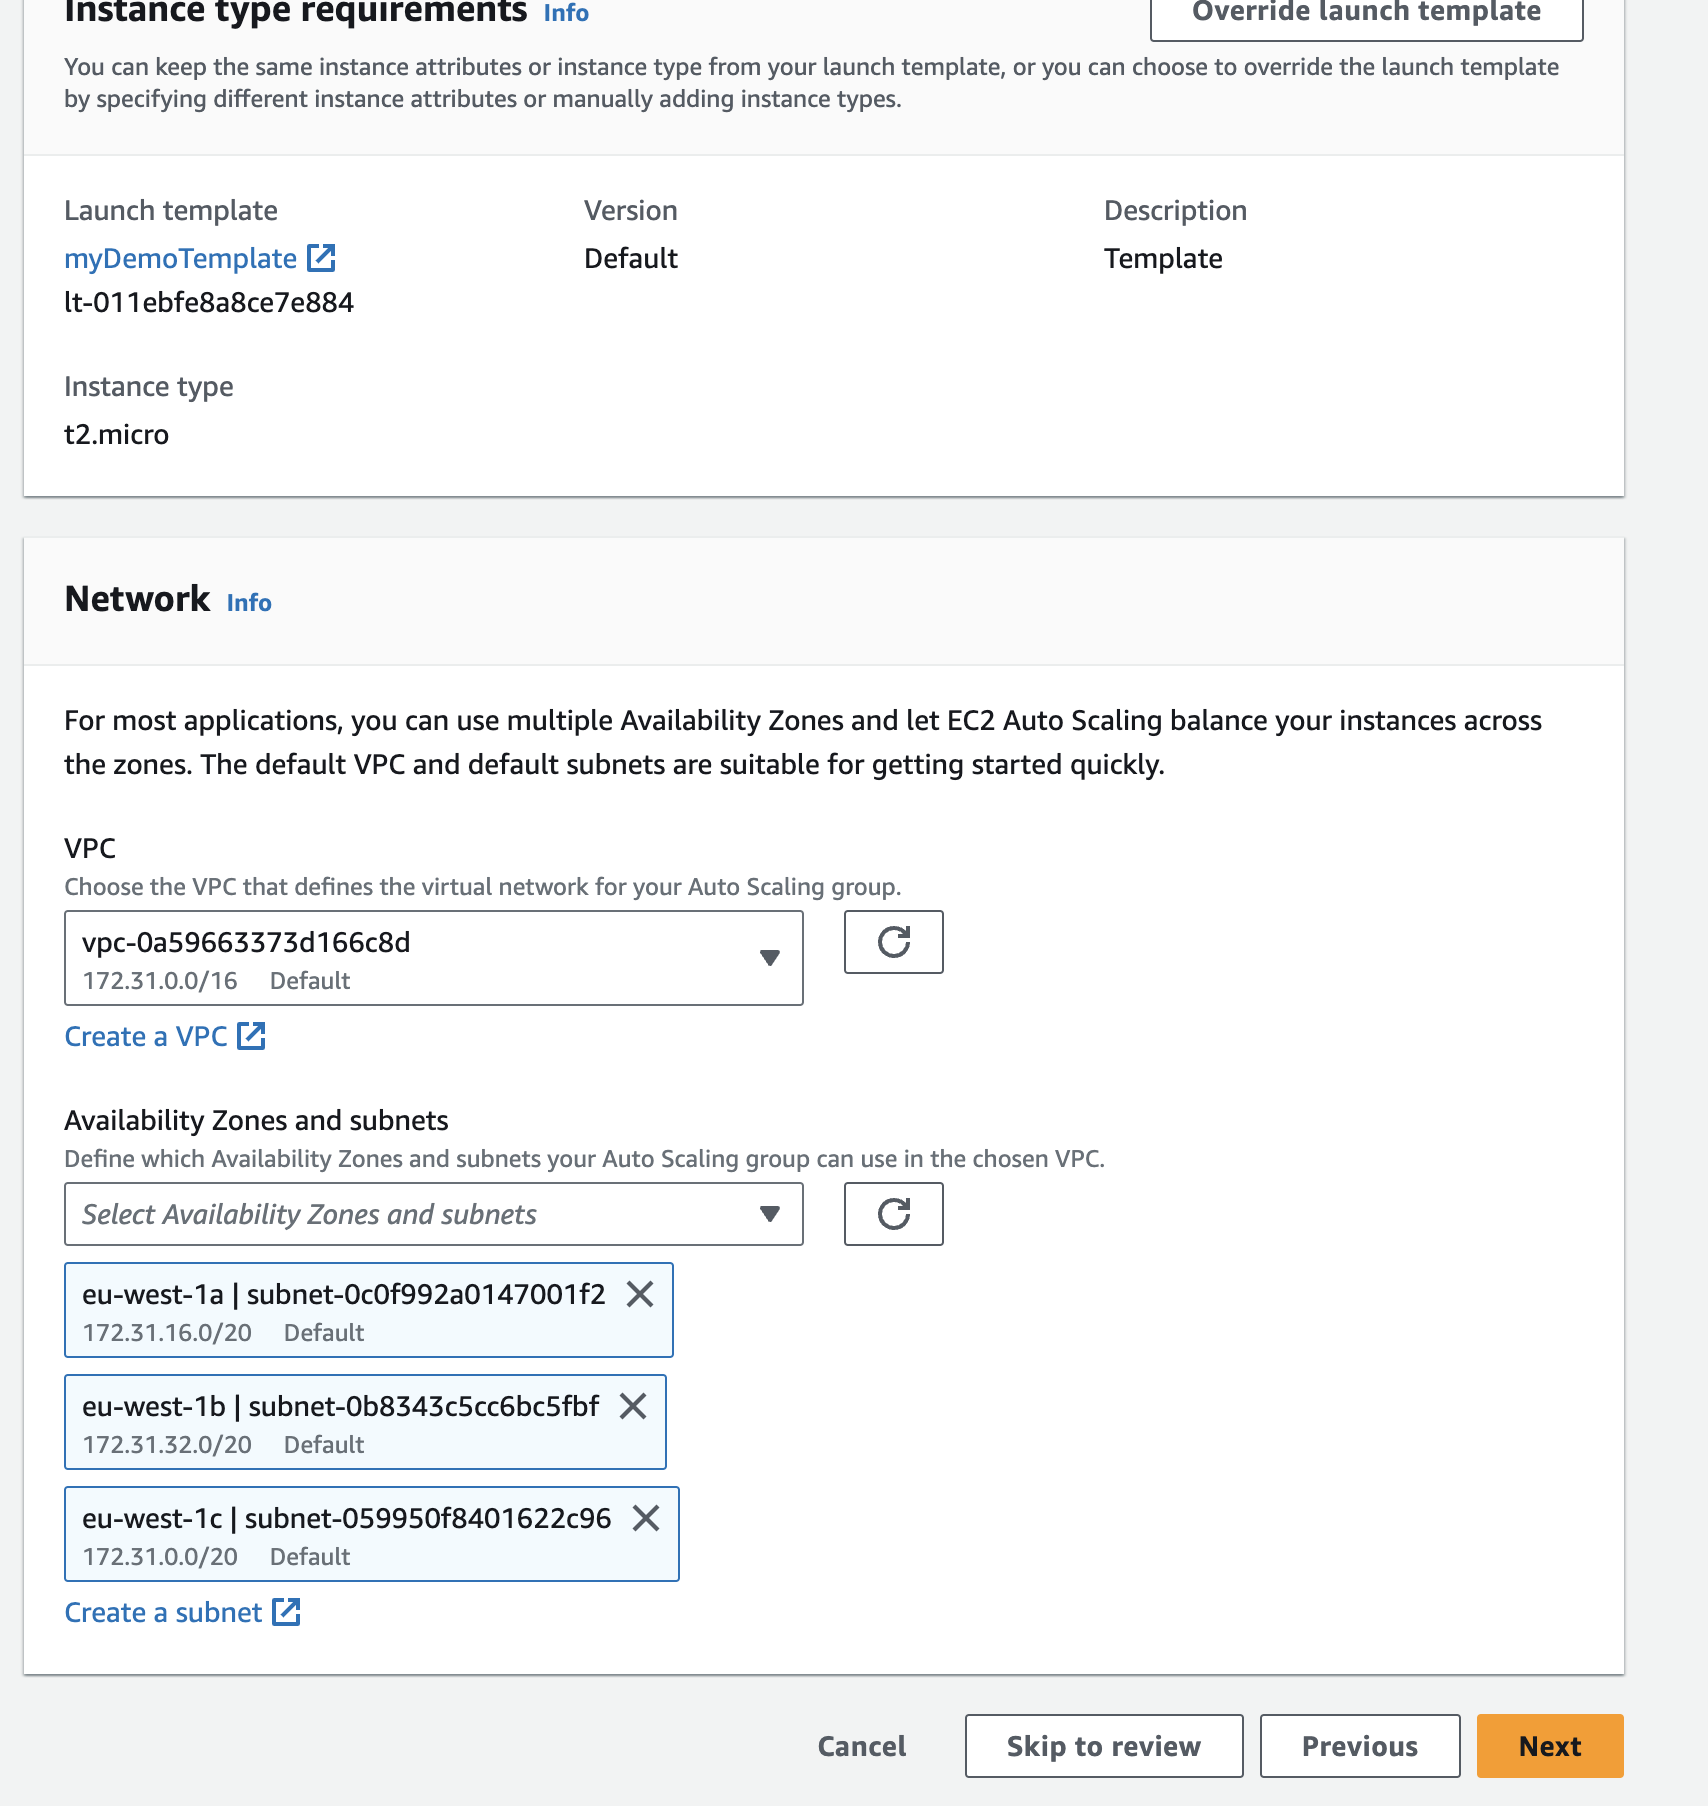 Instance type requirements Info
Override launch template
You can keep the same instance attributes or instance type from your launch template, or you can choose to override the launch template
by specifying different instance attributes or manually adding instance types.
Launch template
myDemoTemplate
lt-011ebfe8a8ce7e884
Version
Default
Description
Template
Instance type
t2.micro
Network Info
For most applications, you can use multiple Availability Zones and let EC2 Auto Scaling balance your instances across
the zones. The default VPC and default subnets are suitable for getting started quickly.
VPC
Choose the VPC that defines the virtual network for your Auto Scaling group.
vpc-0a59663373d166c8d
172.31.0.0/16 Default
Create a VPC
Availability Zones and subnets
Define which Availability Zones and subnets your Auto Scaling group can use in the chosen VPC.
Select Availability Zones and subnets
eu-west-1a | subnet-0c0f992a0147001f2
172.31.16.0/20 Default
eu-west-1b | subnet-0b8343c5cc6bc5fbf
172.31.32.0/20 Default
eu-west-1c | subnet-059950f8401622c96
172.31.0.0/20 Default
Create a subnet
Cancel
Skip to review
Previous
Next